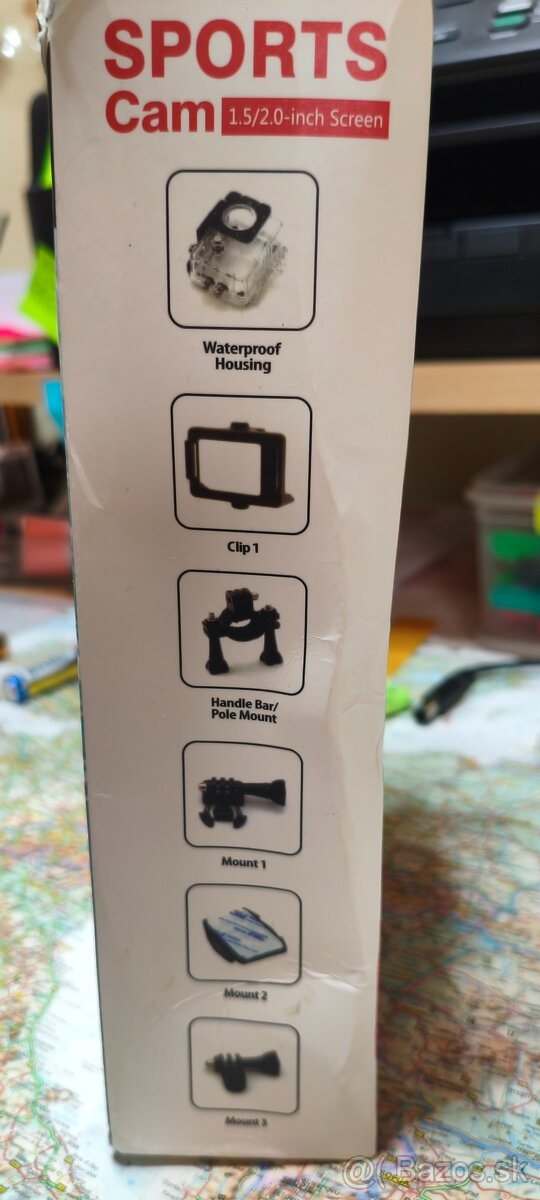 SPORTS
Cam 1.5/2.0-inch Screen
Waterproof
Housing
Clip 1
Handle Bar/
Pole Mount
Mount 1
Mount 2
Mount 3
Bazos.sk